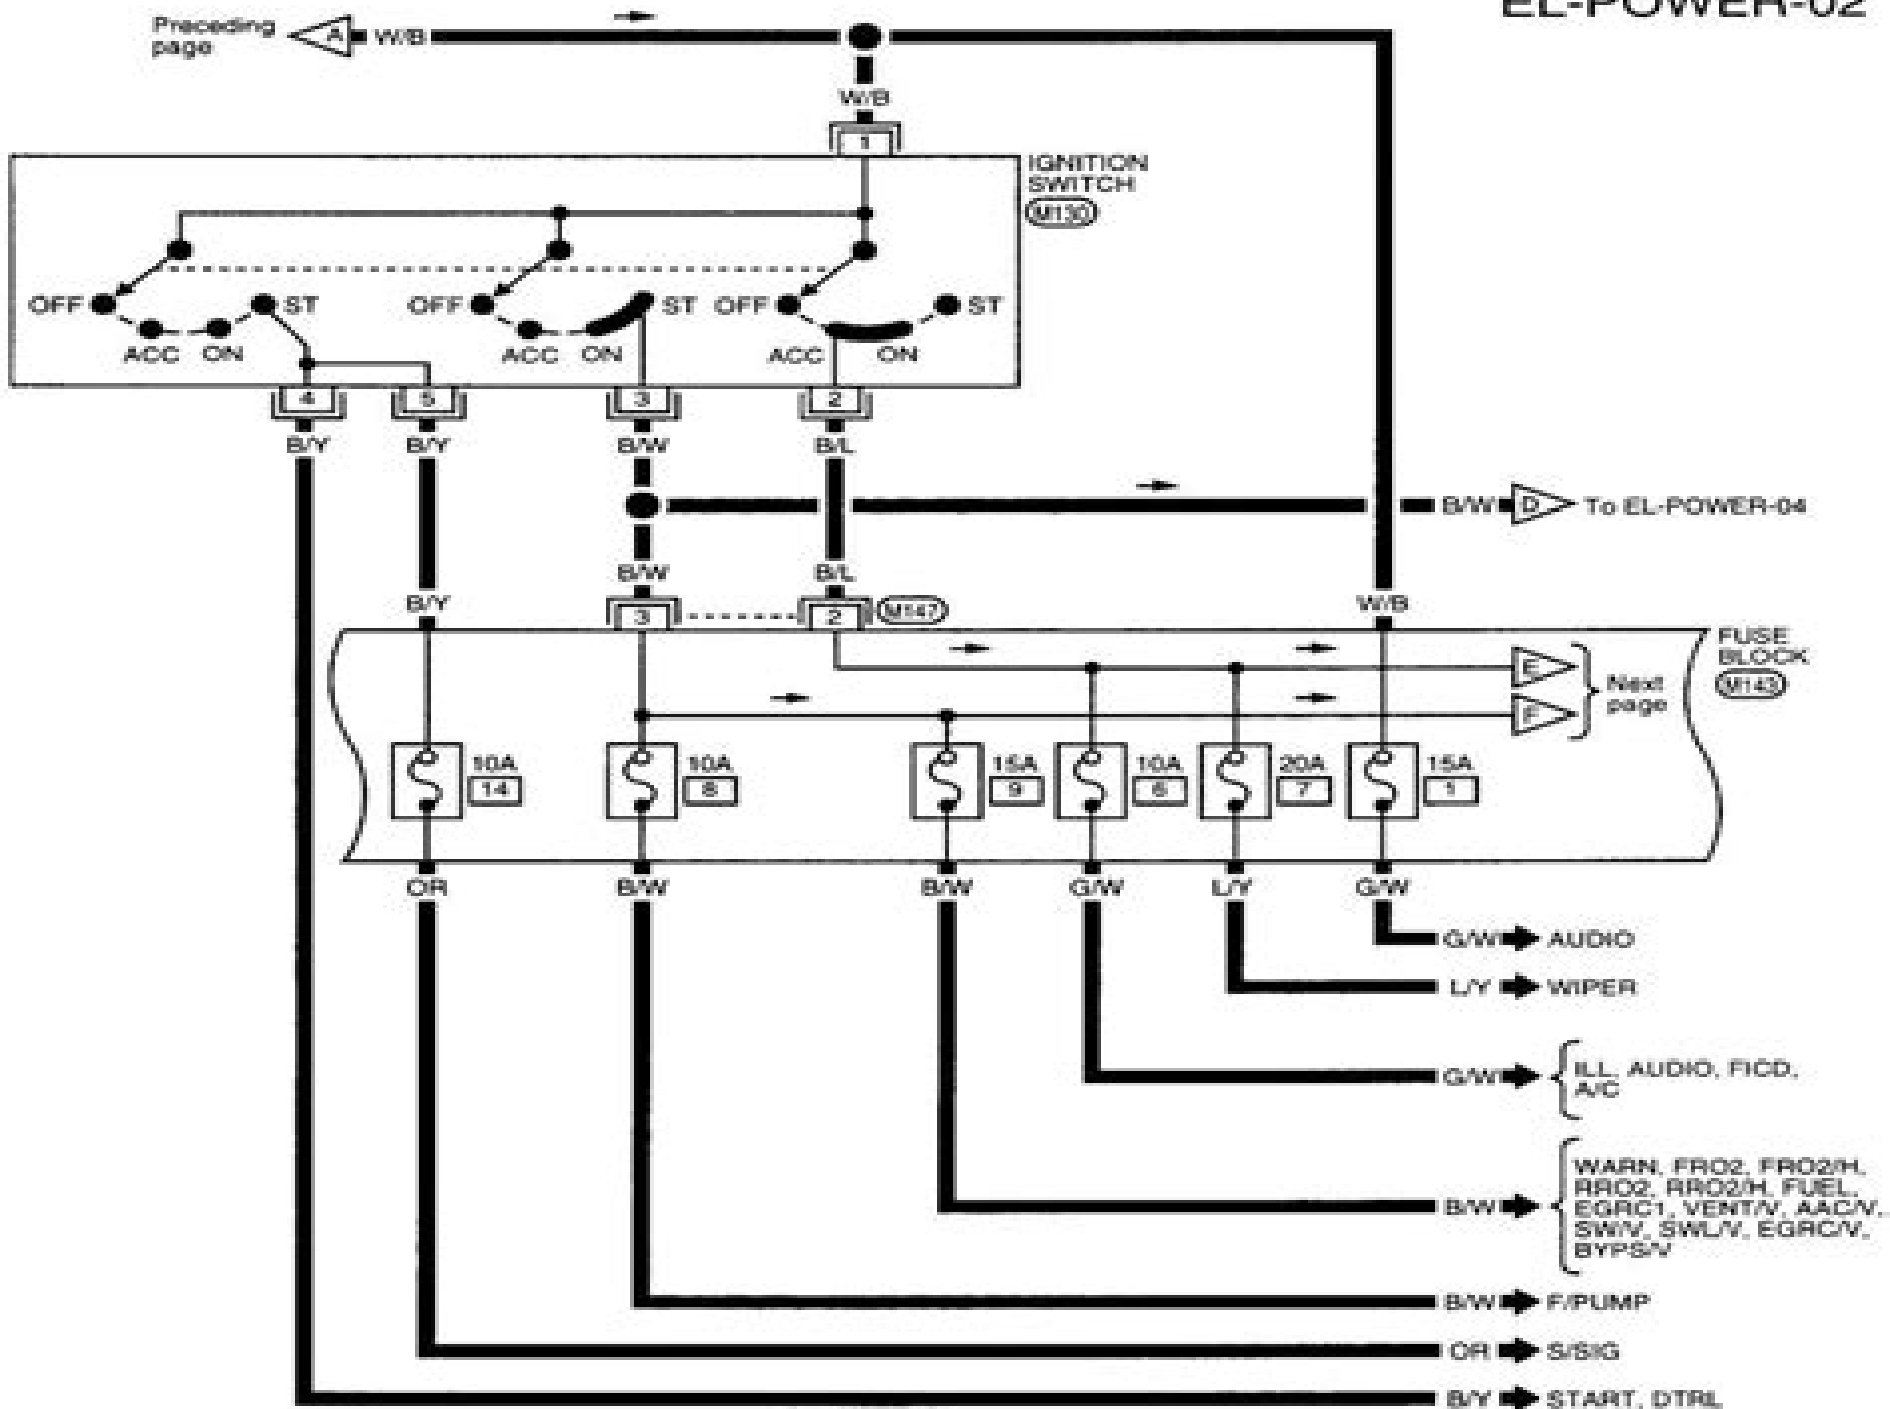 EL-POWER-02
Preceding
page
A
W/B
W/B
1
IGNITION
SWITCH
M130
OFF
ST
OFF
ST
OFF
ST
ACC
ON
ACC
ON
ACC
ON
4
5
3
2
B/Y
B/Y
B/W
B/L
B/W
D
To EL-POWER-04
B/W
B/L
B/Y
3
2
M147
W/B
FUSE
BLOCK
M143
E
F
Next
page
10A
14
10A
8
15A
9
10A
6
20A
7
15A
1
OR
B/W
B/W
G/W
L/Y
G/W
G/W
AUDIO
L/Y
WIPER
G/W
ILL, AUDIO, FICD,
A/C
B/W
WARN, FRO2, FRO2/H,
RRO2, RRO2/H, FUEL,
EGRC1, VENT/V, AAC/V,
SW/V, SWL/V, EGRC/V,
BYPS/V
B/W
F/PUMP
OR
S/SIG
B/Y
START, DTRL